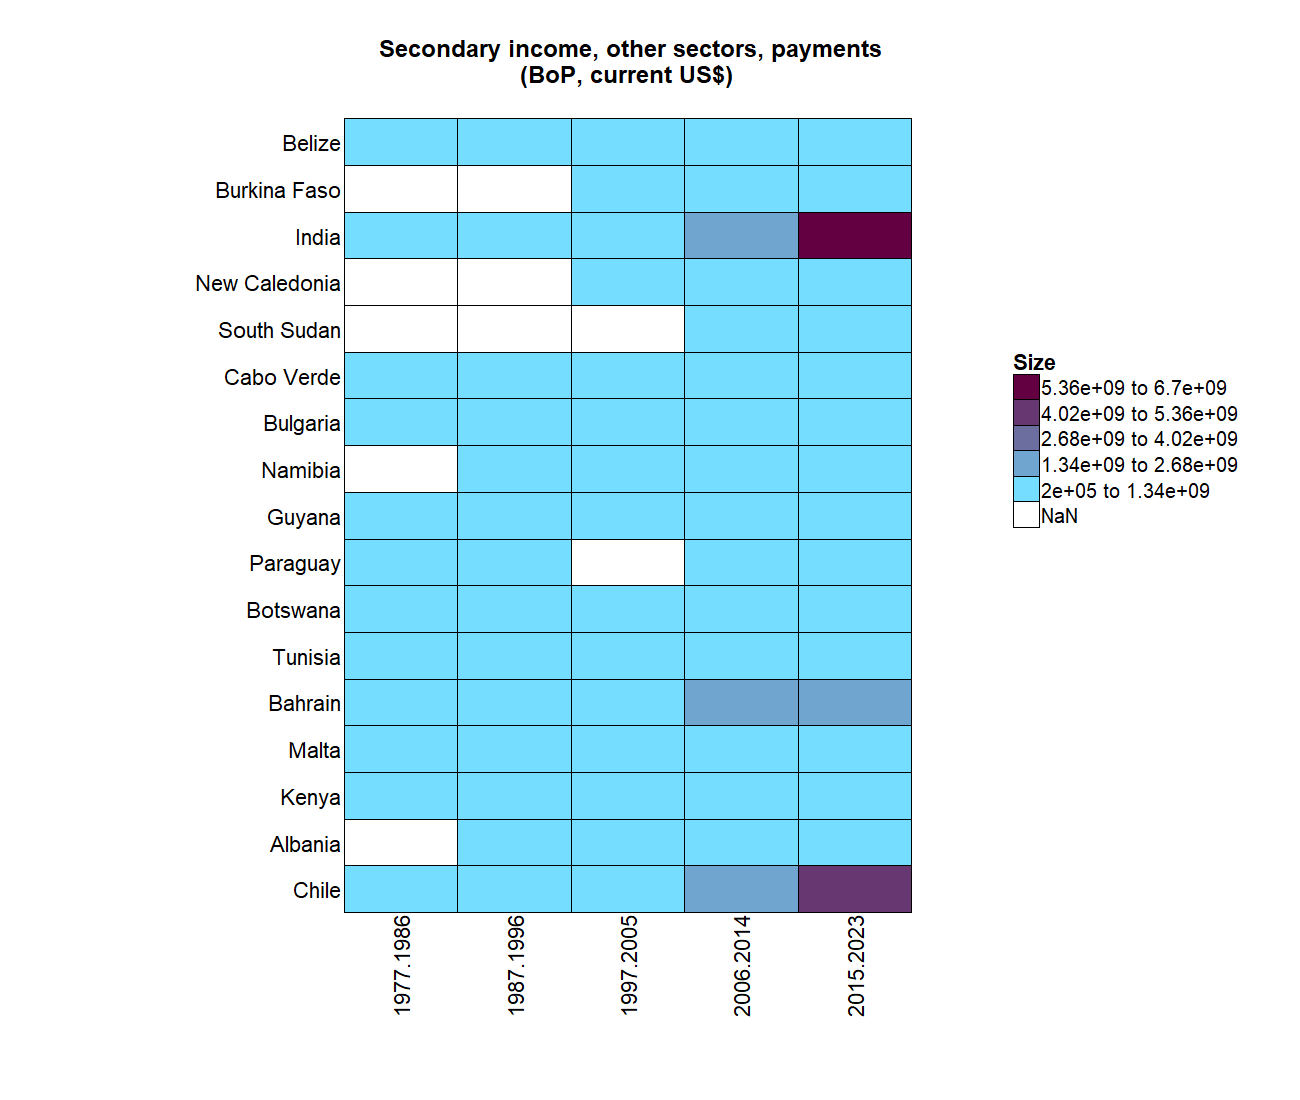 Secondary income, other sectors, payments
(BoP, current US$)
Belize
Burkina Faso
India
New Caledonia
South Sudan
Cabo Verde
Bulgaria
Namibia
Guyana
Paraguay
Botswana
Tunisia
Bahrain
Malta
Kenya
Albania
Chile
1977.1986
1987.1996
1997.2005
2006.2014
2015.2023
Size
5.36e+09 to 6.7e+09
4.02e+09 to 5.36e+09
2.68e+09 to 4.02e+09
1.34e+09 to 2.68e+09
2e+05 to 1.34e+09
NaN